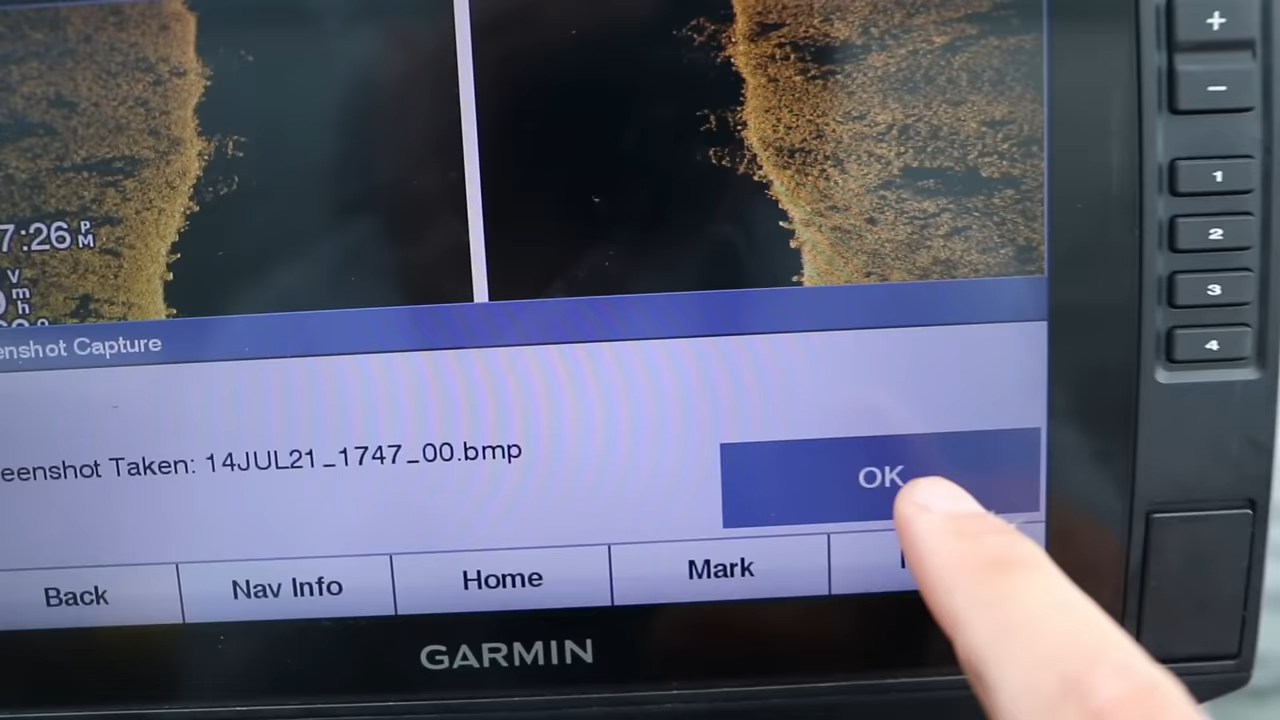 +
−
1
2
3
4
7:26 PM
enshot Capture
eenshot Taken: 14JUL21_1747_00.bmp
OK
Back
Nav Info
Home
Mark
GARMIN